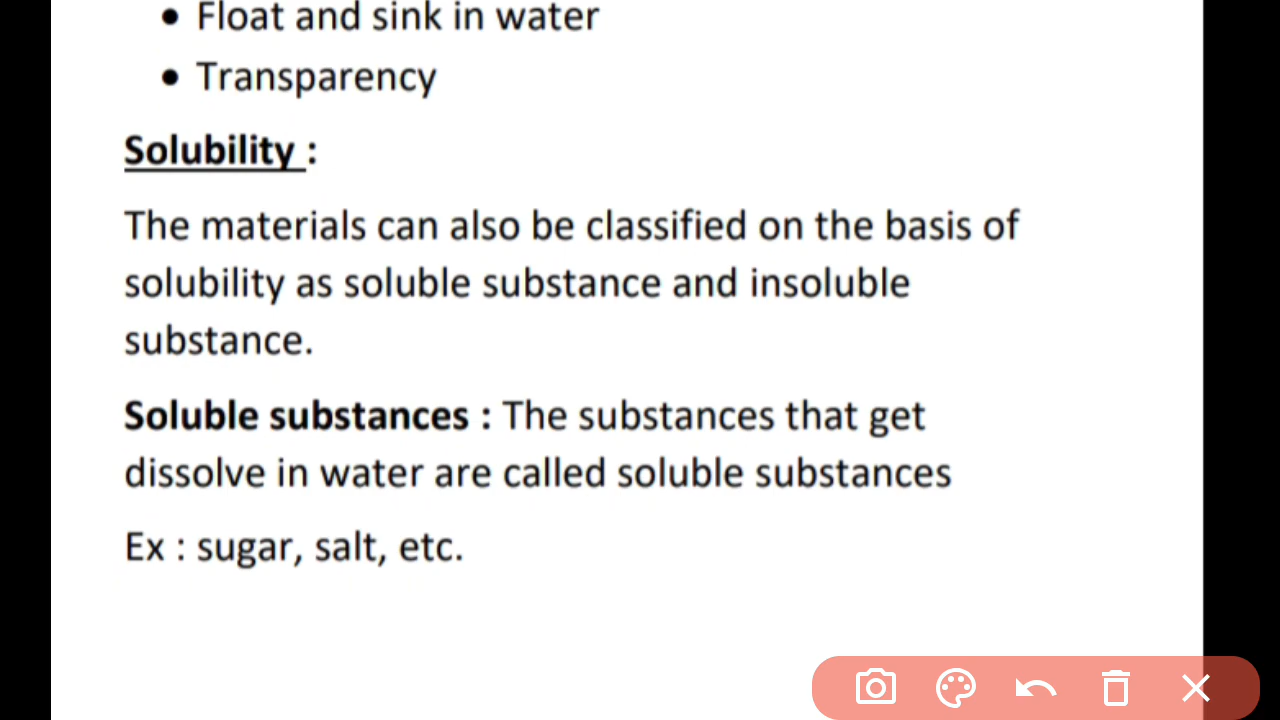 • Float and sink in water
• Transparency
Solubility :
The materials can also be classified on the basis of
solubility as soluble substance and insoluble
substance.
Soluble substances : The substances that get
dissolve in water are called soluble substances
Ex : sugar, salt, etc.